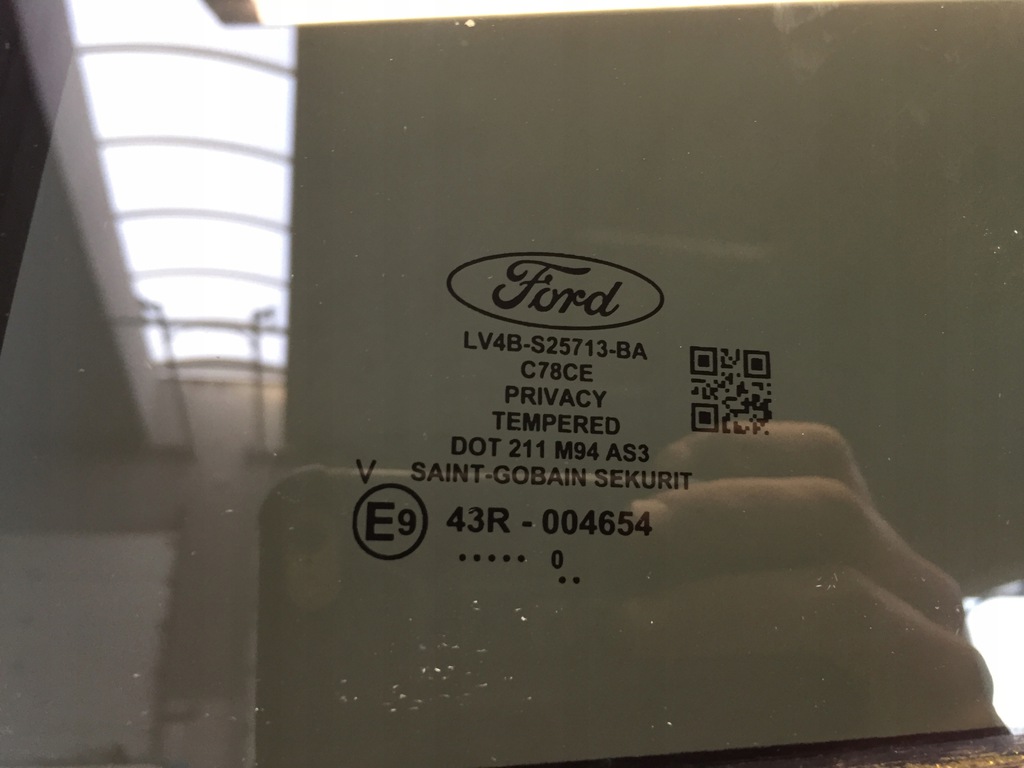 Ford
LV4B-S25713-BA
C78CE
PRIVACY
TEMPERED
DOT 211 M94 AS3
V SAINT-GOBAIN SEKURIT
E9 43R - 004654
..... 0
..